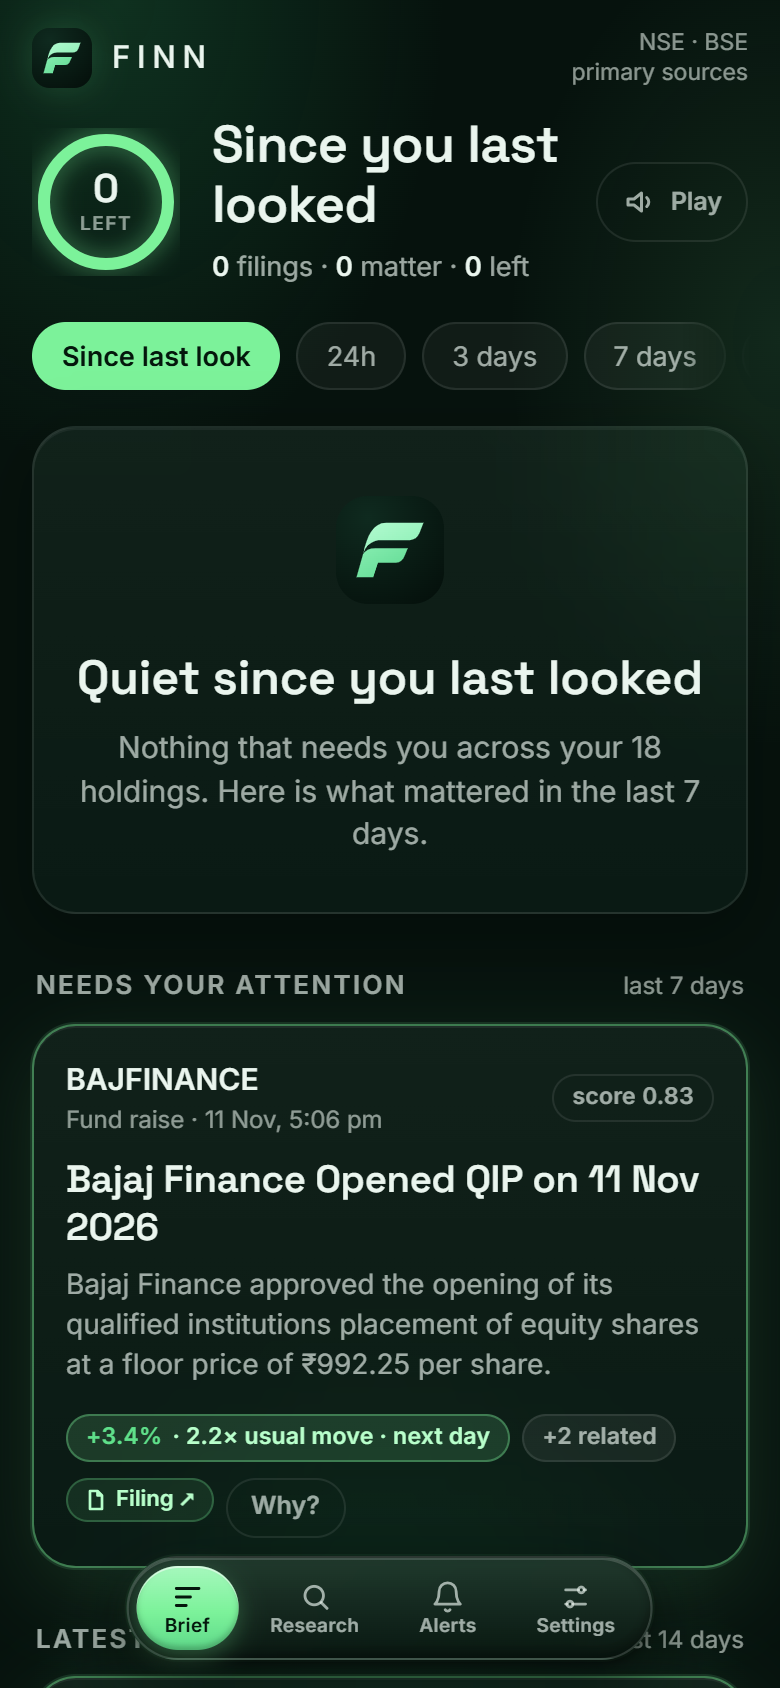 FINN
NSE · BSE
primary sources
0
LEFT
Since you last
looked
0 filings · 0 matter · 0 left
Play
Since last look
24h
3 days
7 days
Quiet since you last looked
Nothing that needs you across your 18
holdings. Here is what mattered in the last 7
days.
NEEDS YOUR ATTENTION
last 7 days
BAJFINANCE
Fund raise · 11 Nov, 5:06 pm
score 0.83
Bajaj Finance Opened QIP on 11 Nov
2026
Bajaj Finance approved the opening of its
qualified institutions placement of equity shares
at a floor price of ₹992.25 per share.
+3.4% · 2.2× usual move · next day
+2 related
Filing ↗
Why?
Brief
Research
Alerts
Settings
14 days